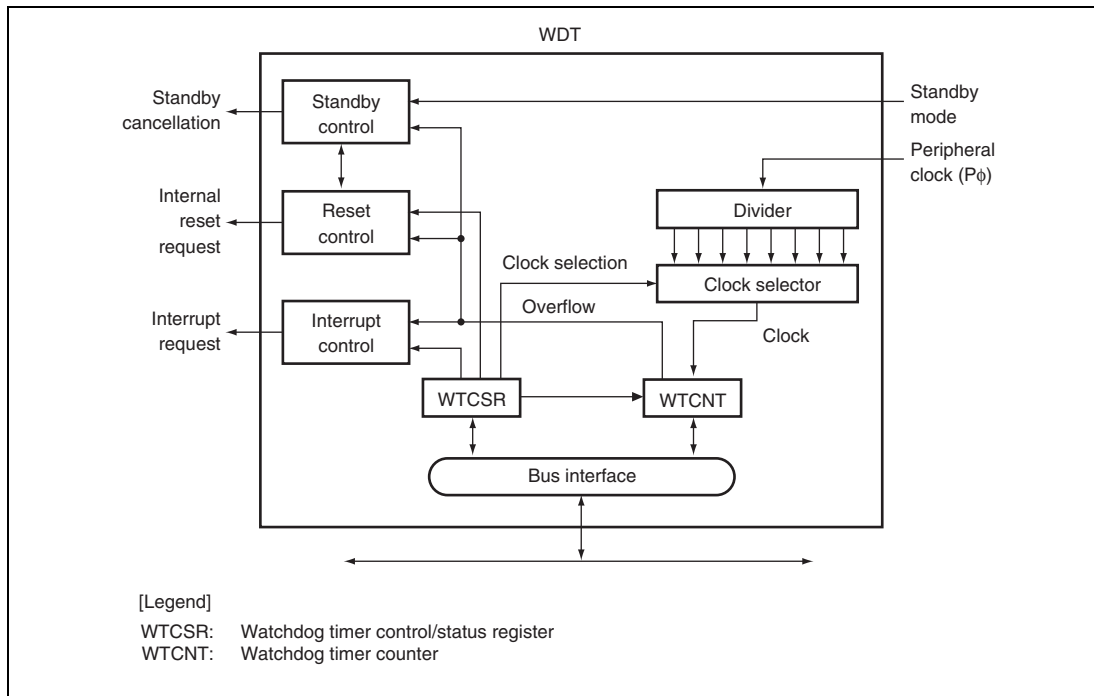 WDT
Standby
cancellation
Standby
control
Standby
mode
Peripheral
clock (Pϕ)
Internal
reset
request
Reset
control
Divider
Clock selection
Clock selector
Interrupt
request
Interrupt
control
Overflow
Clock
WTCSR
WTCNT
Bus interface
[Legend]
WTCSR: Watchdog timer control/status register
WTCNT: Watchdog timer counter